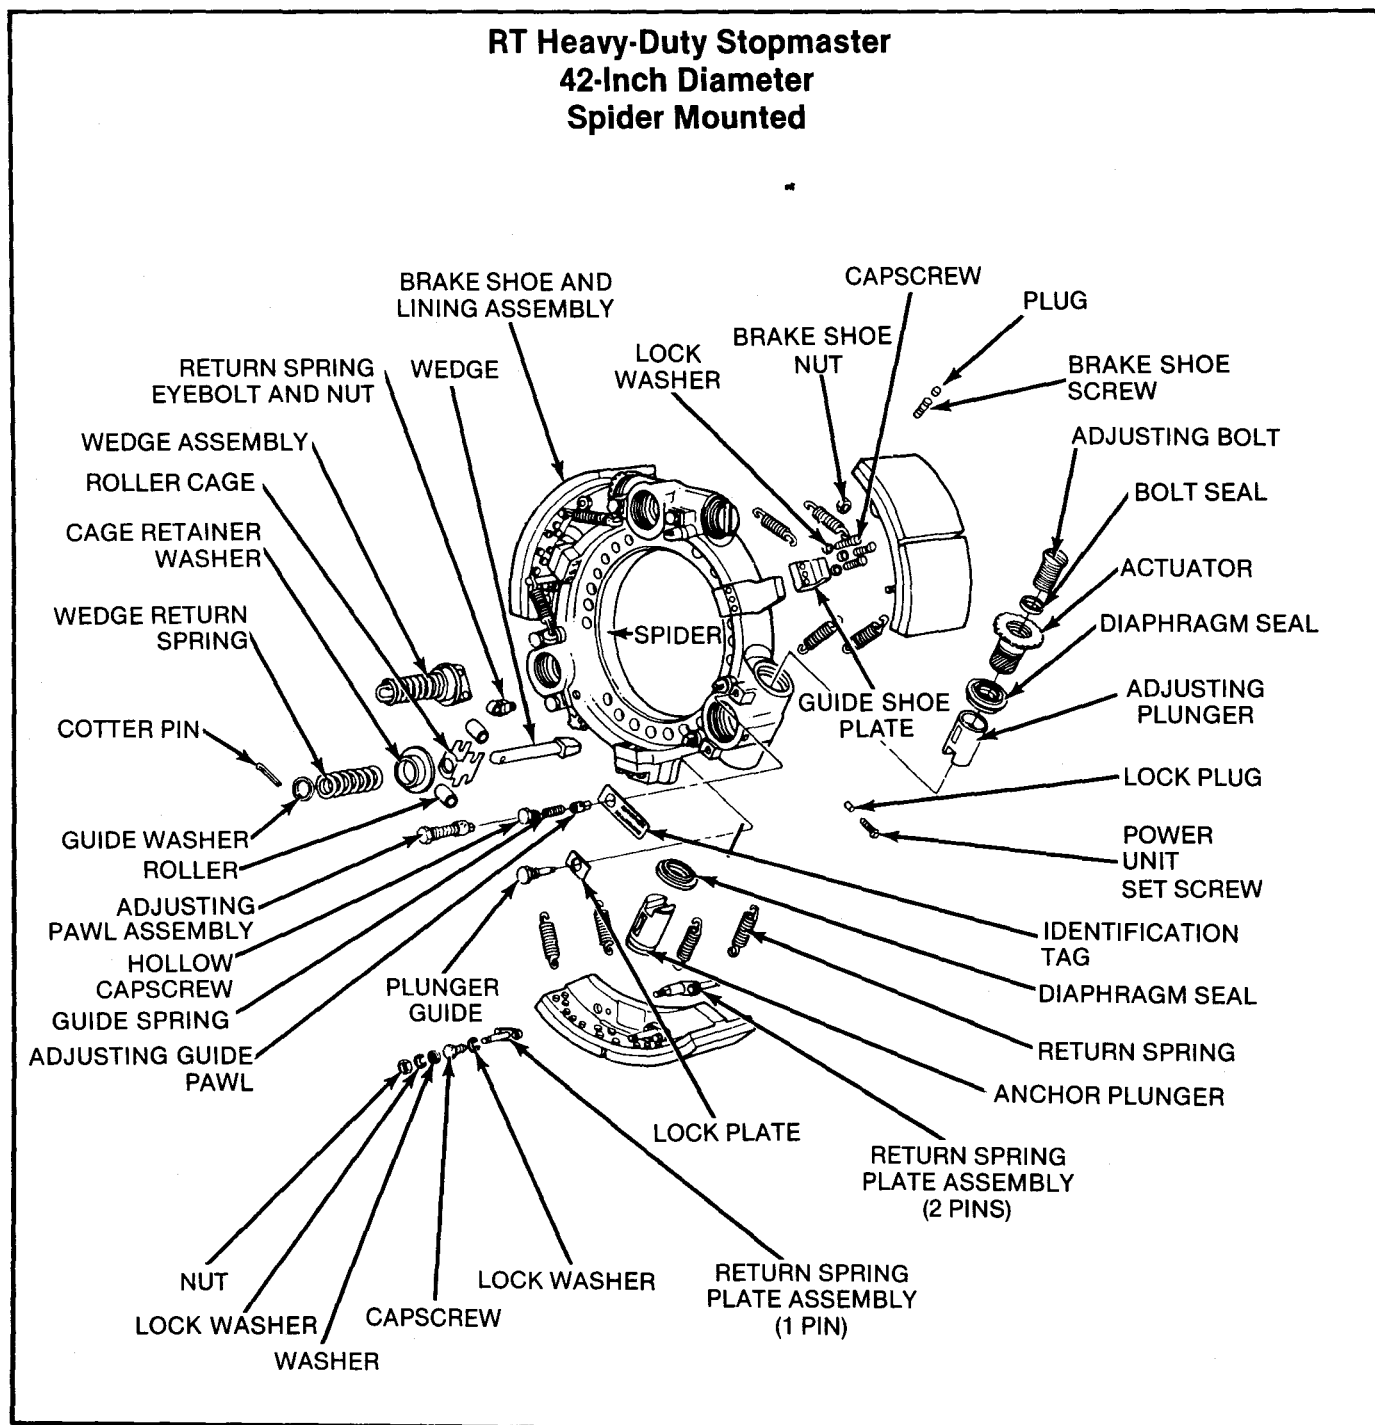 RT Heavy-Duty Stopmaster
42-Inch Diameter
Spider Mounted
BRAKE SHOE AND
LINING ASSEMBLY
CAPSCREW
PLUG
RETURN SPRING
EYEBOLT AND NUT
WEDGE
LOCK
WASHER
BRAKE SHOE
NUT
BRAKE SHOE
SCREW
WEDGE ASSEMBLY
ADJUSTING BOLT
ROLLER CAGE
BOLT SEAL
CAGE RETAINER
WASHER
ACTUATOR
WEDGE RETURN
SPRING
SPIDER
DIAPHRAGM SEAL
GUIDE SHOE
PLATE
ADJUSTING
PLUNGER
COTTER PIN
LOCK PLUG
GUIDE WASHER
ROLLER
POWER
UNIT
SET SCREW
ADJUSTING
PAWL ASSEMBLY
IDENTIFICATION
TAG
HOLLOW
CAPSCREW
PLUNGER
GUIDE
DIAPHRAGM SEAL
GUIDE SPRING
RETURN SPRING
ADJUSTING GUIDE
PAWL
ANCHOR PLUNGER
LOCK PLATE
RETURN SPRING
PLATE ASSEMBLY
(2 PINS)
NUT
LOCK WASHER
RETURN SPRING
PLATE ASSEMBLY
(1 PIN)
LOCK WASHER
CAPSCREW
WASHER